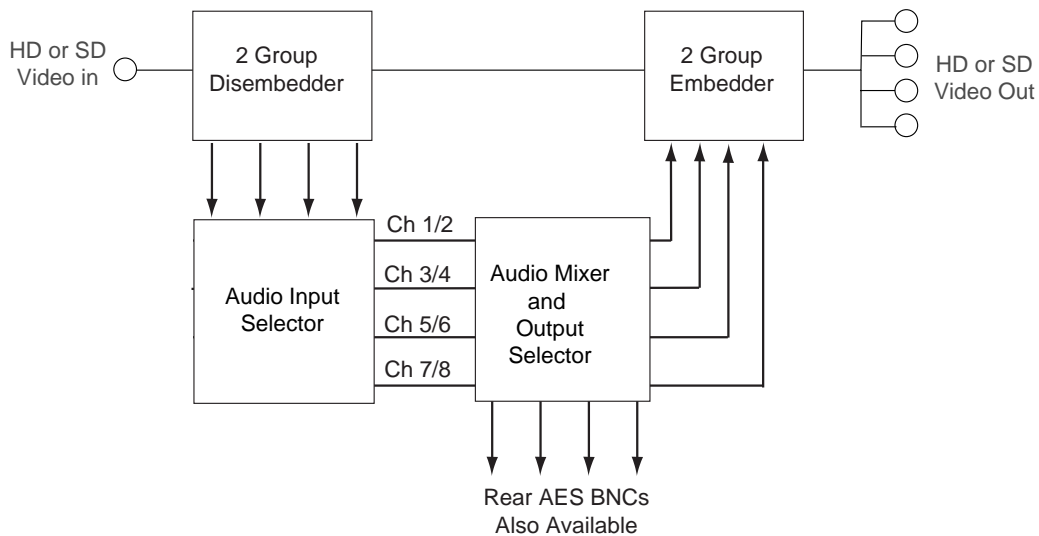 HD or SD
Video in
2 Group
Disembedder
2 Group
Embedder
HD or SD
Video Out
Audio Input
Selector
Ch 1/2
Ch 3/4
Ch 5/6
Ch 7/8
Audio Mixer
and
Output
Selector
Rear AES BNCs
Also Available